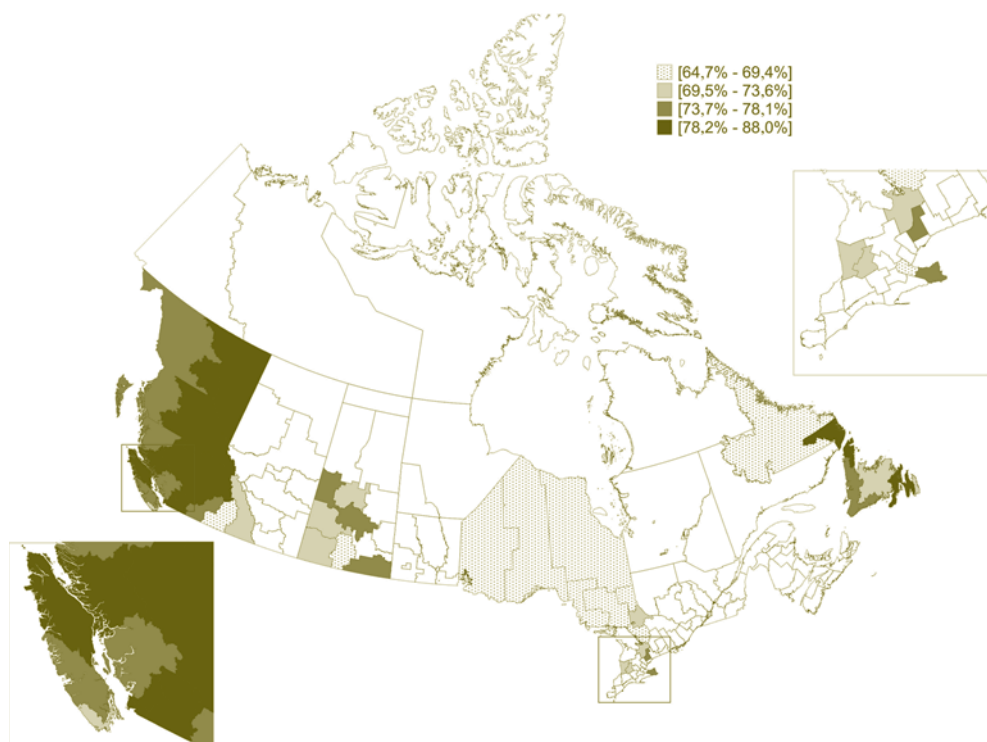 [64,7% - 69,4%]
[69,5% - 73,6%]
[73,7% - 78,1%]
[78,2% - 88,0%]